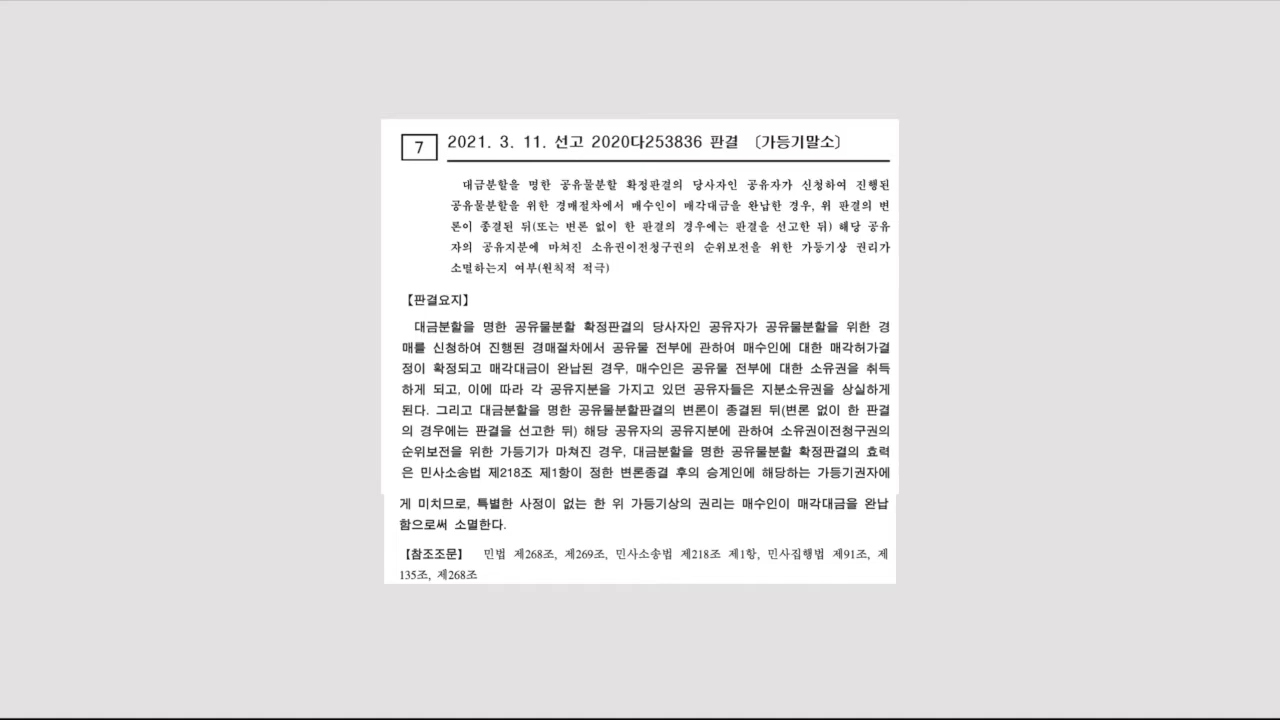 7
2021. 3. 11. 선고 2020다253836 판결 〔가등기말소〕
대금분할을 명한 공유물분할 확정판결의 당사자인 공유자가 신청하여 진행된
공유물분할을 위한 경매절차에서 매수인이 매각대금을 완납한 경우, 위 판결의 변
론이 종결된 뒤(또는 변론 없이 한 판결의 경우에는 판결을 선고한 뒤) 해당 공유
자의 공유지분에 마쳐진 소유권이전청구권의 순위보전을 위한 가등기상 권리가
소멸하는지 여부(원칙적 적극)
【판결요지】
대금분할을 명한 공유물분할 확정판결의 당사자인 공유자가 공유물분할을 위한 경
매를 신청하여 진행된 경매절차에서 공유물 전부에 관하여 매수인에 대한 매각허가결
정이 확정되고 매각대금이 완납된 경우, 매수인은 공유물 전부에 대한 소유권을 취득
하게 되고, 이에 따라 각 공유지분을 가지고 있던 공유자들은 지분소유권을 상실하게
된다. 그리고 대금분할을 명한 공유물분할판결의 변론이 종결된 뒤(변론 없이 한 판결
의 경우에는 판결을 선고한 뒤) 해당 공유자의 공유지분에 관하여 소유권이전청구권의
순위보전을 위한 가등기가 마쳐진 경우, 대금분할을 명한 공유물분할 확정판결의 효력
은 민사소송법 제218조 제1항이 정한 변론종결 후의 승계인에 해당하는 가등기권자에
게 미치므로, 특별한 사정이 없는 한 위 가등기상의 권리는 매수인이 매각대금을 완납
함으로써 소멸한다.
【참조조문】 민법 제268조, 제269조, 민사소송법 제218조 제1항, 민사집행법 제91조, 제
135조, 제268조